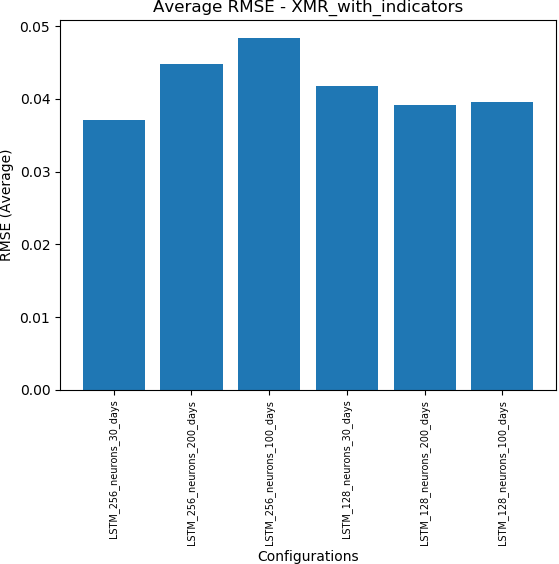 Average RMSE - XMR_with_indicators
RMSE (Average)
0.05
0.04
0.03
0.02
0.01
0.00
LSTM_256_neurons_30_days
LSTM_256_neurons_200_days
LSTM_256_neurons_100_days
LSTM_128_neurons_30_days
LSTM_128_neurons_200_days
LSTM_128_neurons_100_days
Configurations